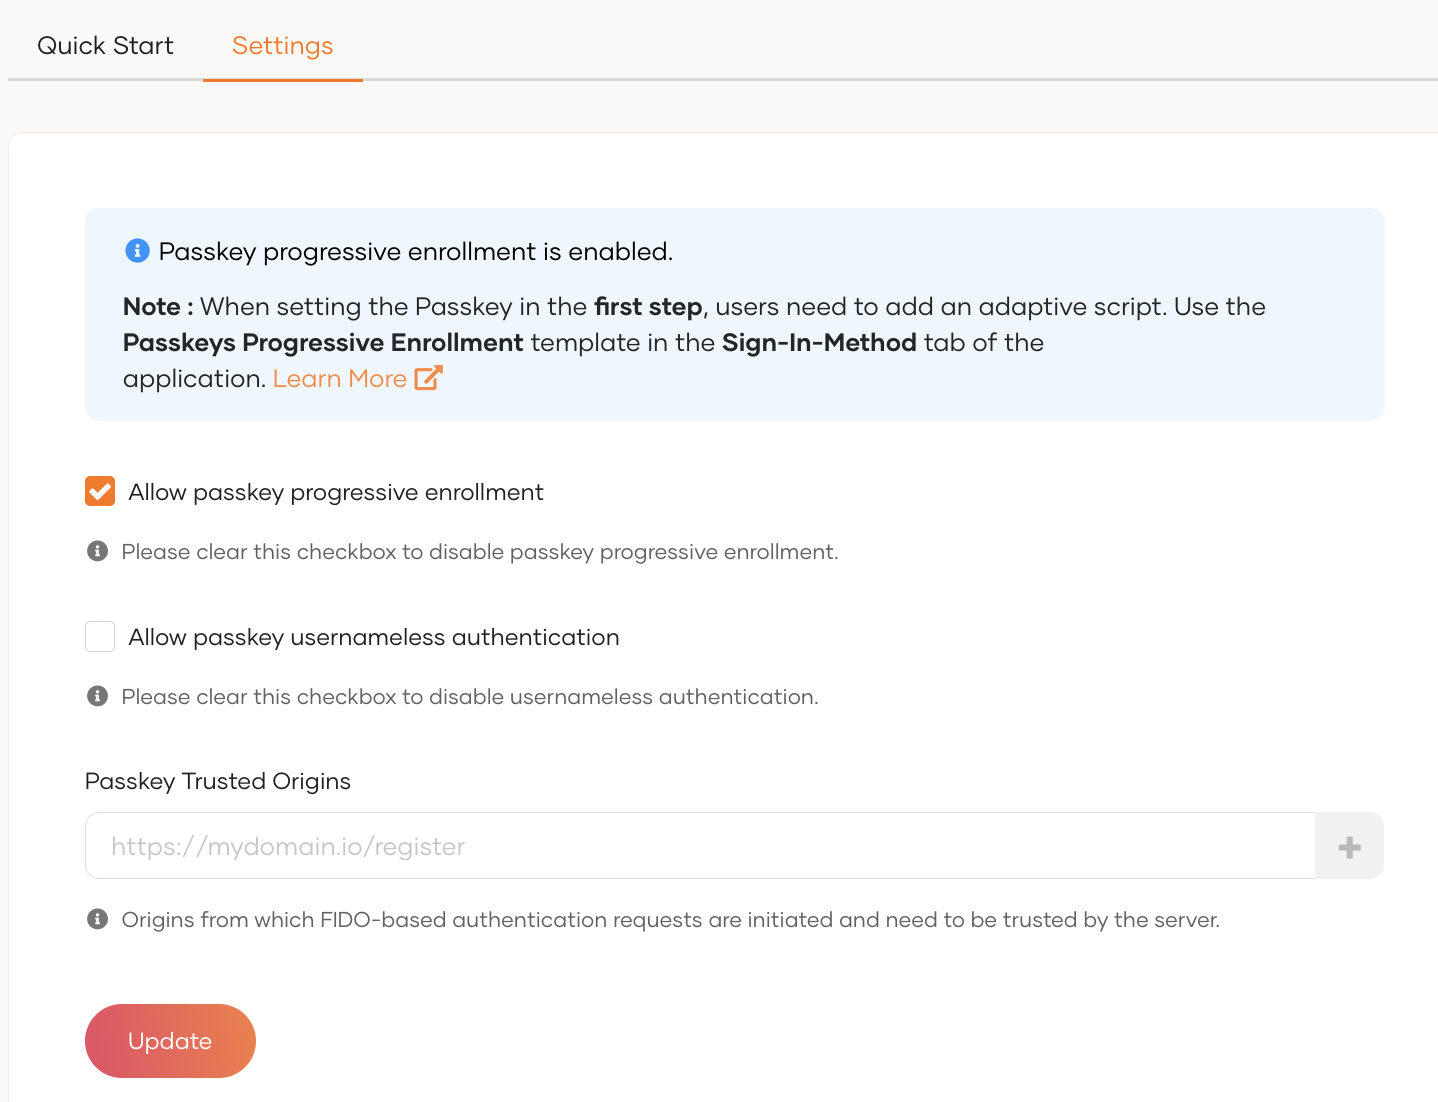 Quick Start
Settings
Passkey progressive enrollment is enabled.
Note : When setting the Passkey in the first step, users need to add an adaptive script. Use the
Passkeys Progressive Enrollment template in the Sign-In-Method tab of the
application. Learn More
Allow passkey progressive enrollment
Please clear this checkbox to disable passkey progressive enrollment.
Allow passkey usernameless authentication
Please clear this checkbox to disable usernameless authentication.
Passkey Trusted Origins
https://mydomain.io/register
Origins from which FIDO-based authentication requests are initiated and need to be trusted by the server.
Update